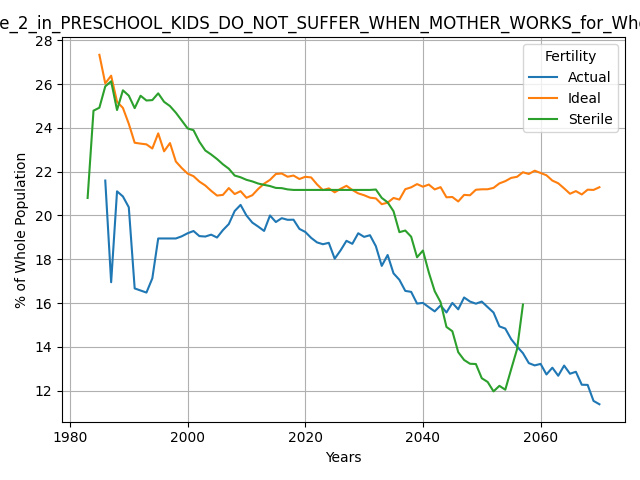 e_2_in_PRESCHOOL_KIDS_DO_NOT_SUFFER_WHEN_MOTHER_WORKS_for_Who
Fertility
Actual
Ideal
Sterile
% of Whole Population
28
26
24
22
20
18
16
14
12
1980
2000
2020
2040
2060
Years